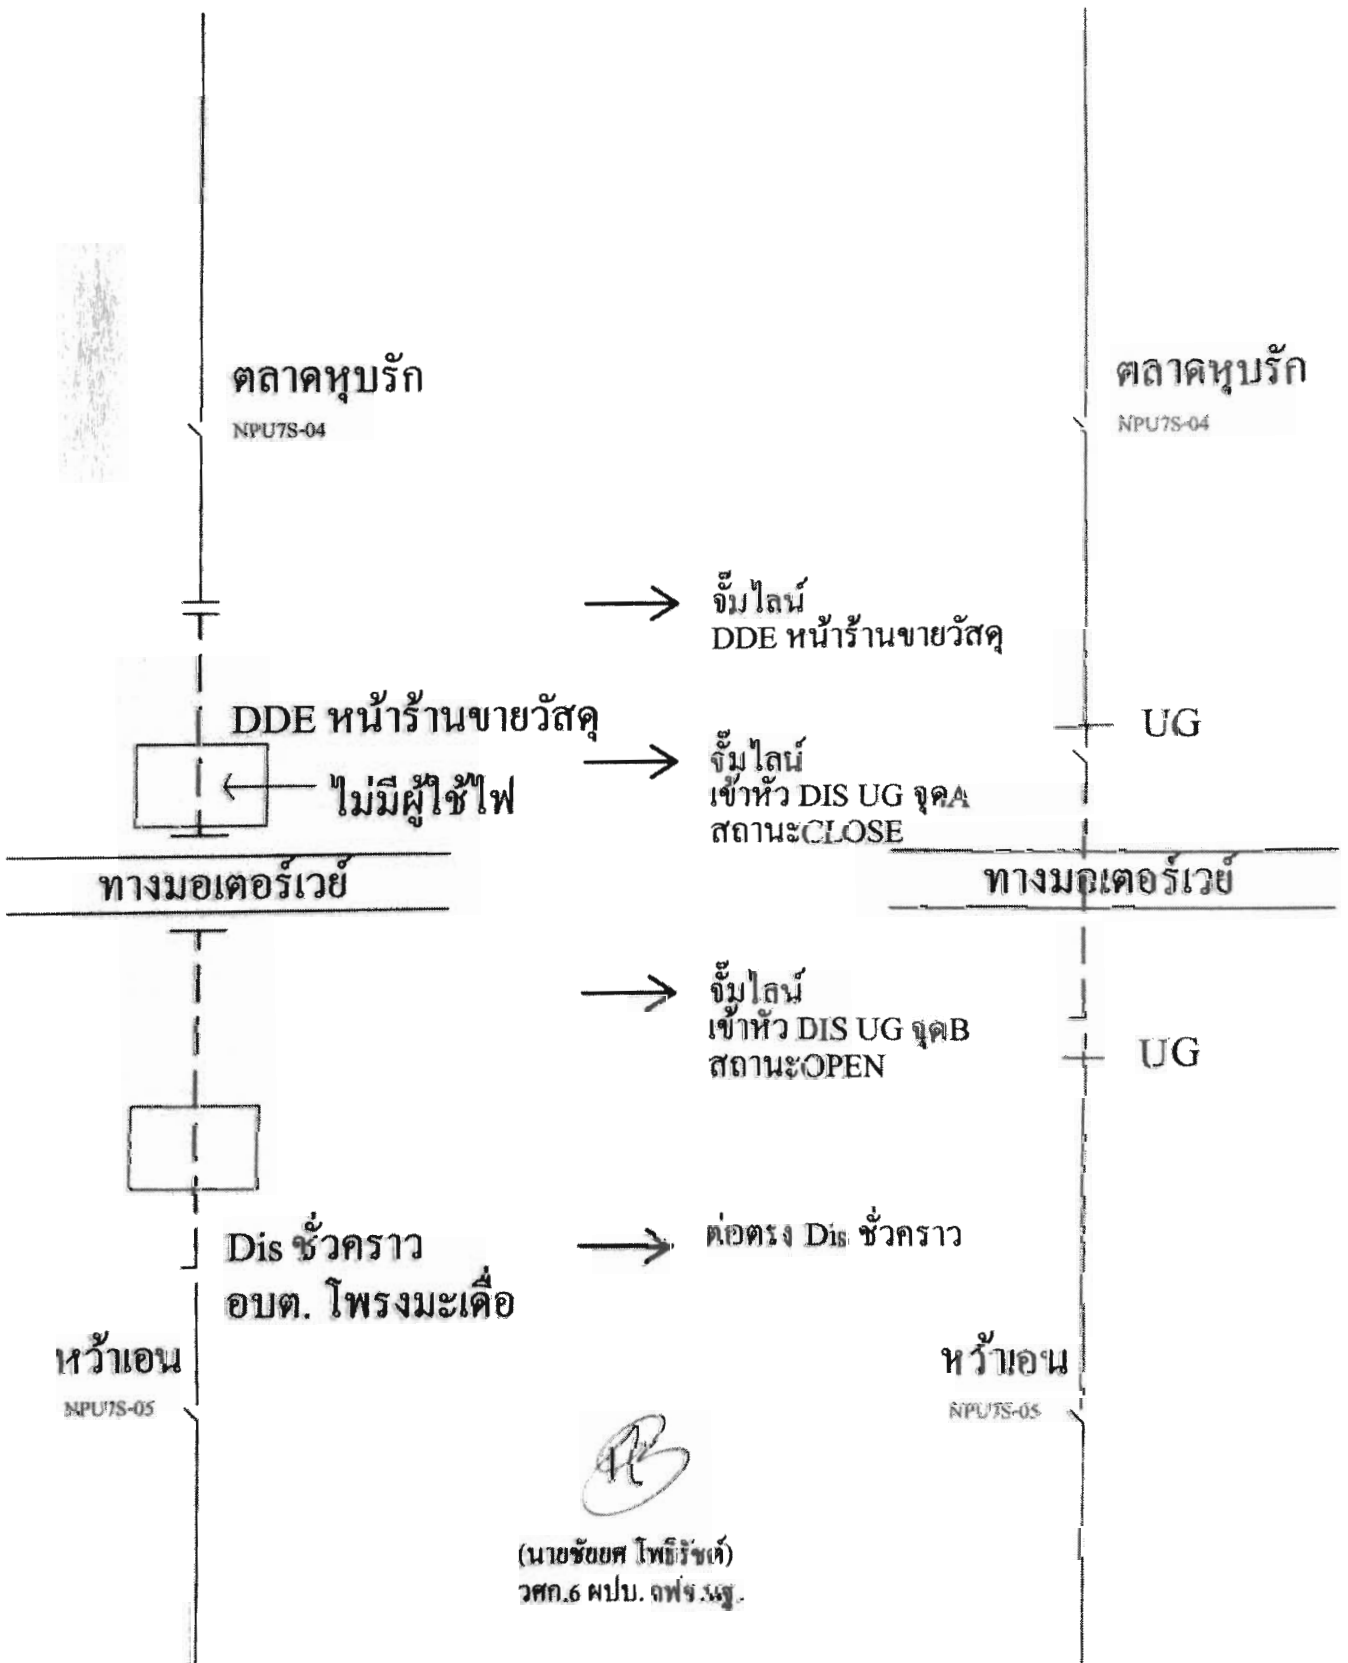 ตลาดหุบรัก
NPU7S-04
ตลาดหุบรัก
NPU7S-04
จั๊มไลน์
DDE หน้าร้านขายวัสดุ
DDE หน้าร้านขายวัสดุ
ไม่มีผู้ใช้ไฟ
จั๊มไลน์
เข้าหัว DIS UG จุดA
สถานะCLOSE
UG
ทางมอเตอร์เวย์
ทางมอเตอร์เวย์
จั๊มไลน์
เข้าหัว DIS UG จุดB
สถานะOPEN
UG
Dis ชั่วคราว
อบต. โพรงมะเดื่อ
ต่อตรง Dis ชั่วคราว
หว้าเอน
NPU7S-05
หว้าเอน
NPU7S-05
(นายชัยยศ โพธิรัชต์)
วศก.6 ผปบ. กฟจ.นฐ.